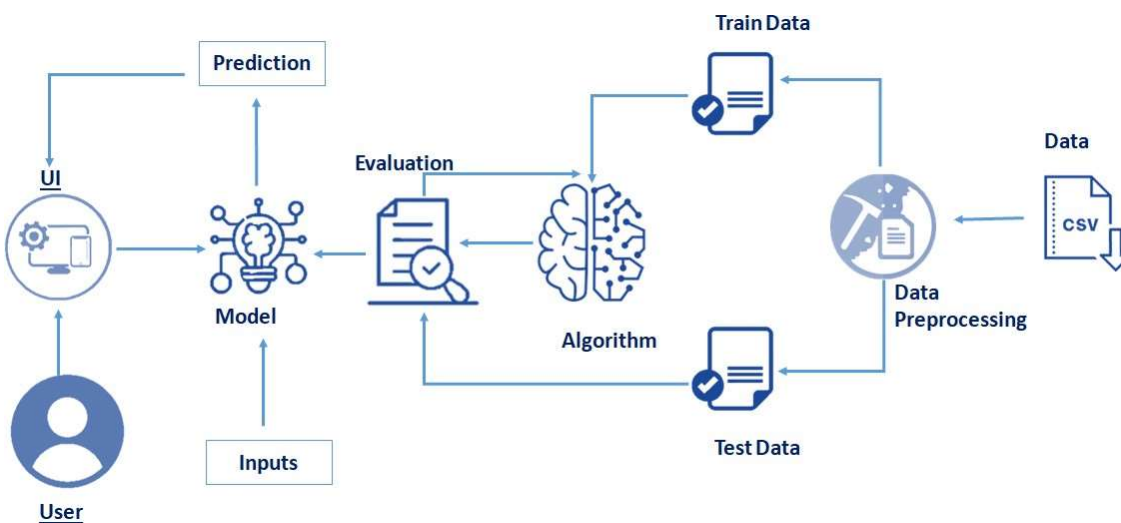 Train Data
Prediction
Data
Evaluation
UI
CSV
Data
Preprocessing
Model
Algorithm
Test Data
Inputs
User